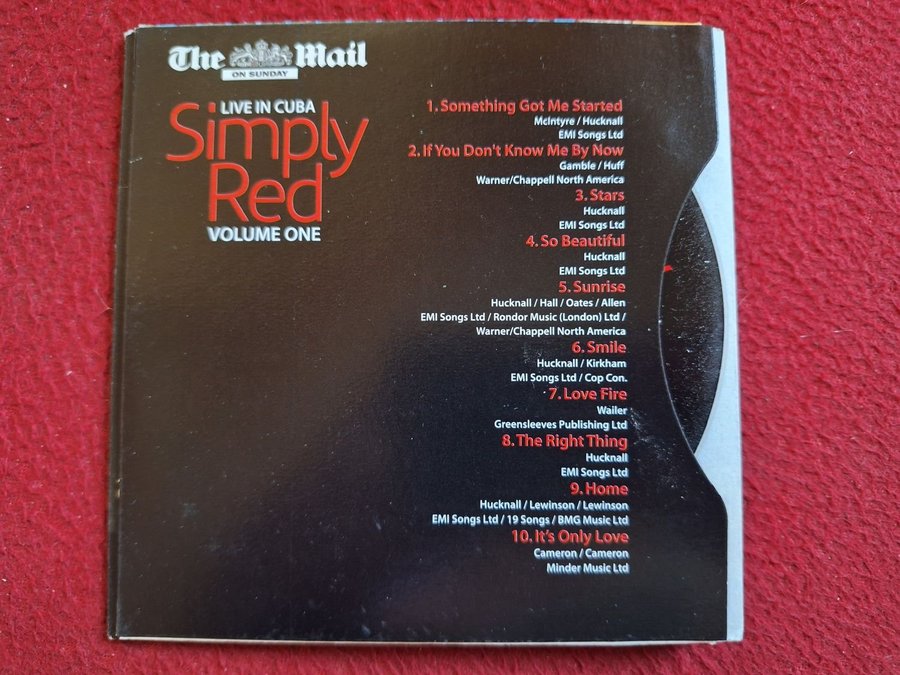 The Mail
ON SUNDAY
LIVE IN CUBA
Simply
Red
VOLUME ONE
1. Something Got Me Started
McIntyre / Hucknall
EMI Songs Ltd
2. If You Don't Know Me By Now
Gamble / Huff
Warner/Chappell North America
3. Stars
Hucknall
EMI Songs Ltd
4. So Beautiful
Hucknall
EMI Songs Ltd
5. Sunrise
Hucknall / Hall / Oates / Allen
EMI Songs Ltd / Rondor Music (London) Ltd /
Warner/Chappell North America
6. Smile
Hucknall / Kirkham
EMI Songs Ltd / Cop Con.
7. Love Fire
Wailer
Greensleeves Publishing Ltd
8. The Right Thing
Hucknall
EMI Songs Ltd
9. Home
Hucknall / Lewinson / Lewinson
EMI Songs Ltd / 19 Songs / BMG Music Ltd
10. It's Only Love
Cameron / Cameron
Minder Music Ltd